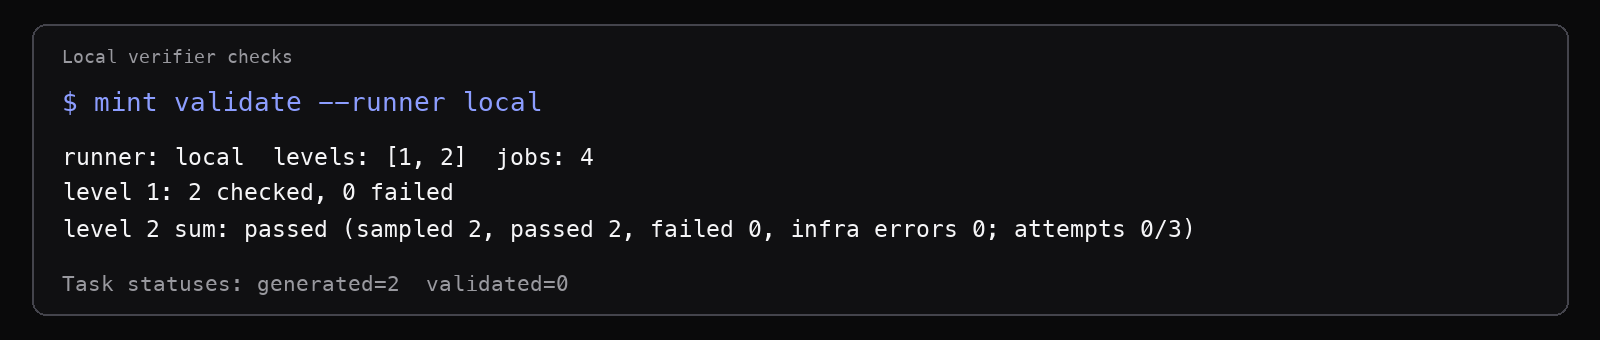 Local verifier checks
$ mint validate --runner local
runner: local  levels: [1, 2]  jobs: 4
level 1: 2 checked, 0 failed
level 2 sum: passed (sampled 2, passed 2, failed 0, infra errors 0; attempts 0/3)
Task statuses: generated=2  validated=0